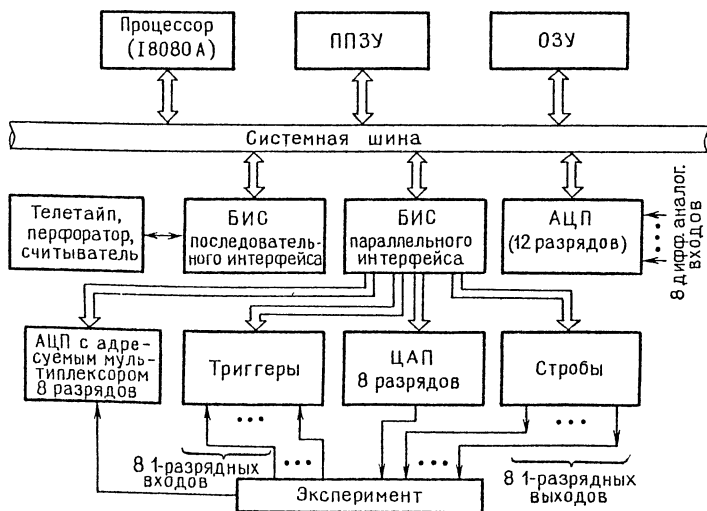 Процессор
(I8080A)
ППЗУ
ОЗУ
Системная шина
Телетайп,
перфоратор,
считыватель
БИС
последователь-
ного интерфейса
БИС
параллельного
интерфейса
АЦП
(12 разрядов)
8 дифф. аналог.
входов
АЦП с адре-
суемым муль-
типлексором
8 разрядов
Триггеры
ЦАП
8 разрядов
Стробы
8 1-разрядных
входов
8 1-разрядных
выходов
Эксперимент